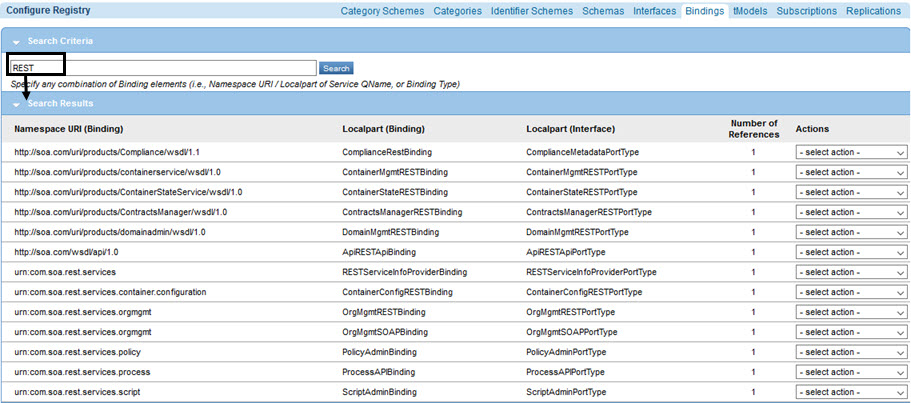 Configure Registry
Category Schemes Categories Identifier Schemes Schemas Interfaces Bindings tModels Subscriptions Replications
Search Criteria
REST Search
Specify any combination of Binding elements (i.e., Namespace URI / Localpart of Service QName, or Binding Type)
Search Results
Namespace URI (Binding) Localpart (Binding) Localpart (Interface) Number of References Actions
http://soa.com/uri/products/Compliance/wsdl/1.1 ComplianceRestBinding ComplianceMetadataPortType 1 - select action -
http://soa.com/uri/products/containerservice/wsdl/1.0 ContainerMgmtRESTBinding ContainerMgmtRESTPortType 1 - select action -
http://soa.com/uri/products/ContainerStateService/wsdl/1.0 ContainerStateRESTBinding ContainerStateRESTPortType 1 - select action -
http://soa.com/uri/products/ContractsManager/wsdl/1.0 ContractsManagerRESTBinding ContractsManagerRESTPortType 1 - select action -
http://soa.com/uri/products/domainadmin/wsdl/1.0 DomainMgmtRESTBinding DomainMgmtRESTPortType 1 - select action -
http://soa.com/wsdl/api/1.0 ApiRESTApiBinding ApiRESTApiPortType 1 - select action -
urn:com.soa.rest.services RESTServiceInfoProviderBinding RESTServiceInfoProviderPortType 1 - select action -
urn:com.soa.rest.services.container.configuration ContainerConfigRESTBinding ContainerConfigRESTPortType 1 - select action -
urn:com.soa.rest.services.orgmgmt OrgMgmtRESTBinding OrgMgmtRESTPortType 1 - select action -
urn:com.soa.rest.services.orgmgmt OrgMgmtSOAPBinding OrgMgmtSOAPPortType 1 - select action -
urn:com.soa.rest.services.policy PolicyAdminBinding PolicyAdminPortType 1 - select action -
urn:com.soa.rest.services.process ProcessAPIBinding ProcessAPIPortType 1 - select action -
urn:com.soa.rest.services.script ScriptAdminBinding ScriptAdminPortType 1 - select action -